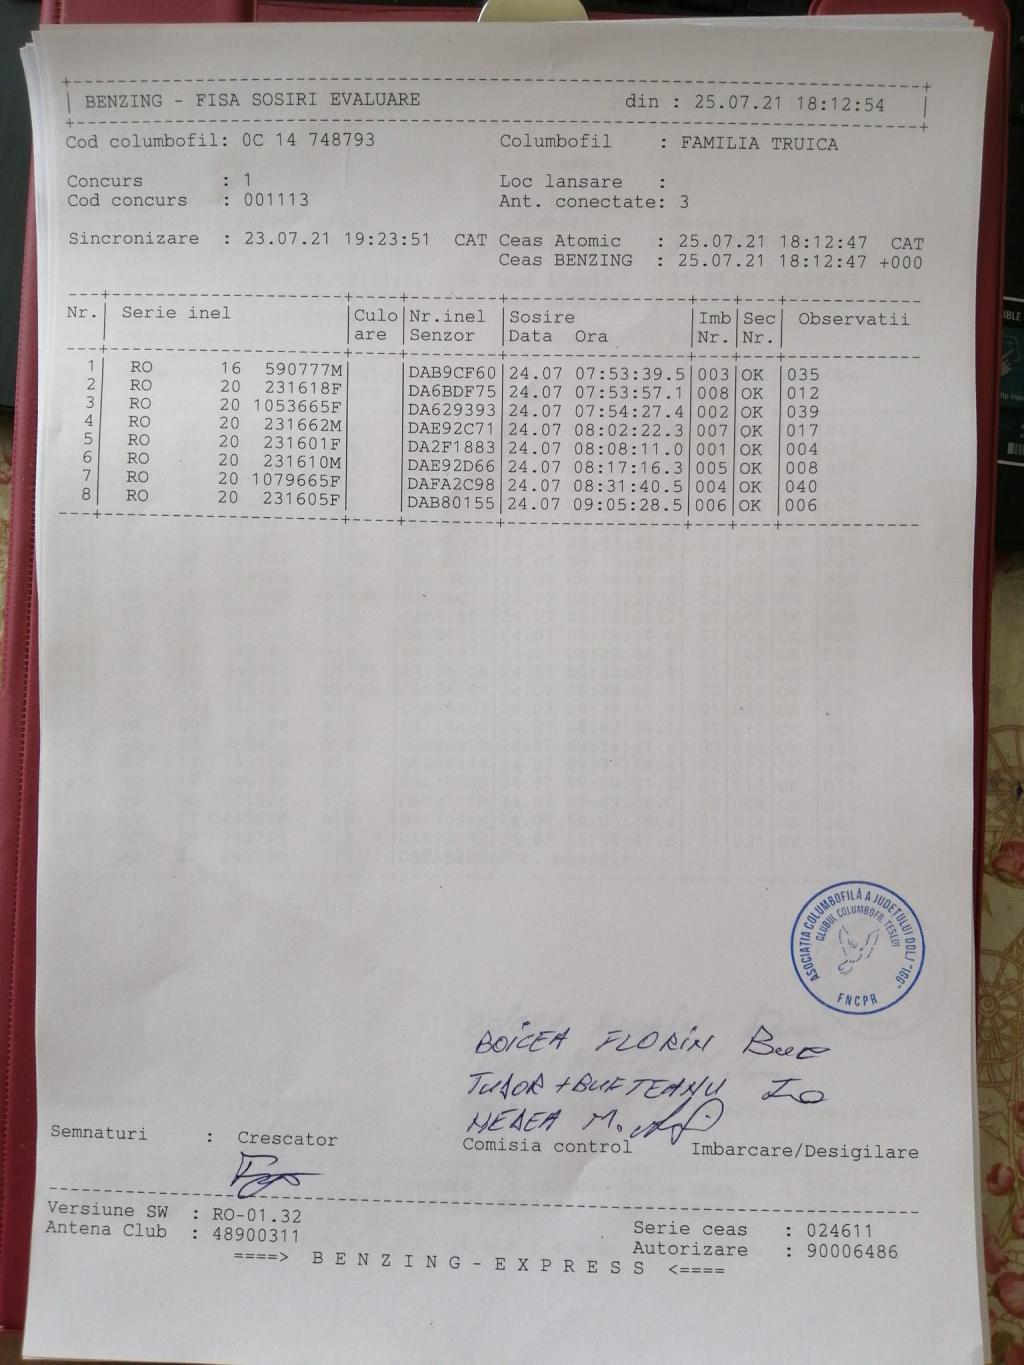 BENZING - FISA SOSIRI EVALUARE din : 25.07.21 18:12:54
Cod columbofil: 0C 14 748793 Columbofil : FAMILIA TRUICA
Concurs : 1 Loc lansare :
Cod concurs : 001113 Ant. conectate: 3
Sincronizare : 23.07.21 19:23:51 CAT Ceas Atomic : 25.07.21 18:12:47 CAT
Ceas BENZING : 25.07.21 18:12:47 +000
Nr. Serie inel Culo Nr.inel Sosire Imb Sec Observatii
are Senzor Data Ora Nr. Nr.
1 RO 16 590777M DAB9CF60 24.07 07:53:39.5 003 OK 035
2 RO 20 231618F DA6BDF75 24.07 07:53:57.1 008 OK 012
3 RO 20 1053665F DA629393 24.07 07:54:27.4 002 OK 039
4 RO 20 231662M DAE92C71 24.07 08:02:22.3 007 OK 017
5 RO 20 231601F DA2F1883 24.07 08:08:11.0 001 OK 004
6 RO 20 231610M DAE92D66 24.07 08:17:16.3 005 OK 008
7 RO 20 1079665F DAFA2C98 24.07 08:31:40.5 004 OK 040
8 RO 20 231605F DAB80155 24.07 09:05:28.5 006 OK 006
ASOCIAȚIA COLUMBOFILĂ A JUDEȚULUI DOLJ "IGG"
CLUBUL COLUMBOFIL TESLUI
FNCPR
BOICEA FLORIN
TUDOR + BUFTEANU
NEDEA M.
Semnaturi : Crescator Comisia control Imbarcare/Desigilare
Versiune SW : RO-01.32 Serie ceas : 024611
Antena Club : 48900311 Autorizare : 90006486
====> B E N Z I N G - E X P R E S S <====